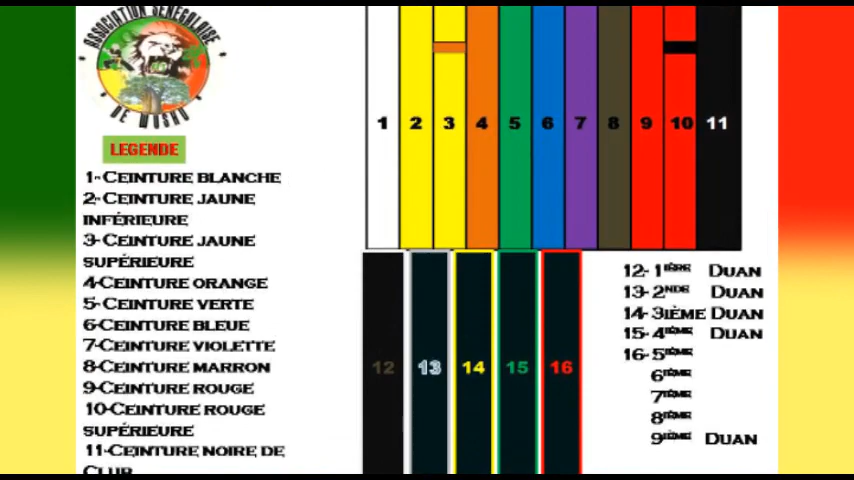 ASSOCIATION SENEGALAISE
DE WUSHU
LEGENDE
1- CEINTURE BLANCHE
2- CEINTURE JAUNE
INFÉRIEURE
3- CEINTURE JAUNE
SUPÉRIEURE
4-CEINTURE ORANGE
5- CEINTURE VERTE
6-CEINTURE BLEUE
7-CEINTURE VIOLETTE
8-CEINTURE MARRON
9-CEINTURE ROUGE
10-CEINTURE ROUGE
SUPÉRIEURE
11-CEINTURE NOIRE DE
CLUB
1 2 3 4 5 6 7 8 9 10 11
12 13 14 15 16
12- 1IÈRE DUAN
13- 2NDE DUAN
14- 3IÈME DUAN
15- 4IÈME DUAN
16- 5IÈME
6IÈME
7IÈME
8IÈME
9IÈME DUAN